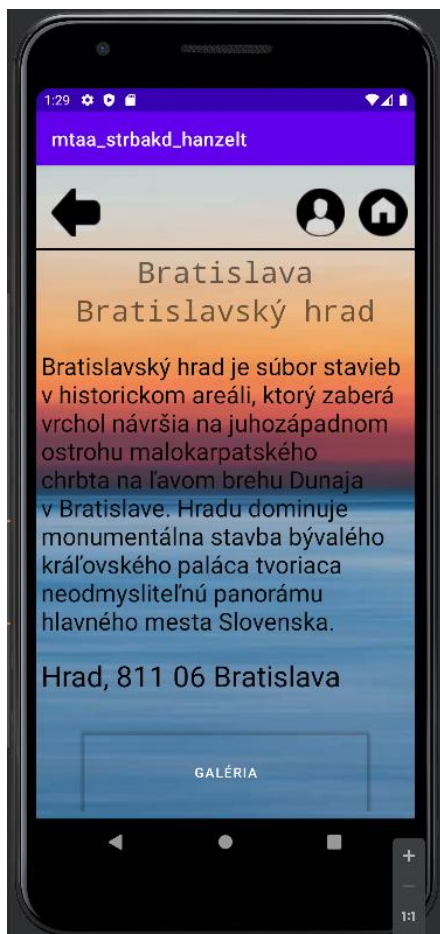 1:29
mtaa_strbakd_hanzelt
Bratislava
Bratislavský hrad
Bratislavský hrad je súbor stavieb
v historickom areáli, ktorý zaberá
vrchol návršia na juhozápadnom
ostrohu malokarpatského
chrbta na ľavom brehu Dunaja
v Bratislave. Hradu dominuje
monumentálna stavba bývalého
kráľovského paláca tvoriaca
neodmysliteľnú panorámu
hlavného mesta Slovenska.
Hrad, 811 06 Bratislava
GALÉRIA
1:1